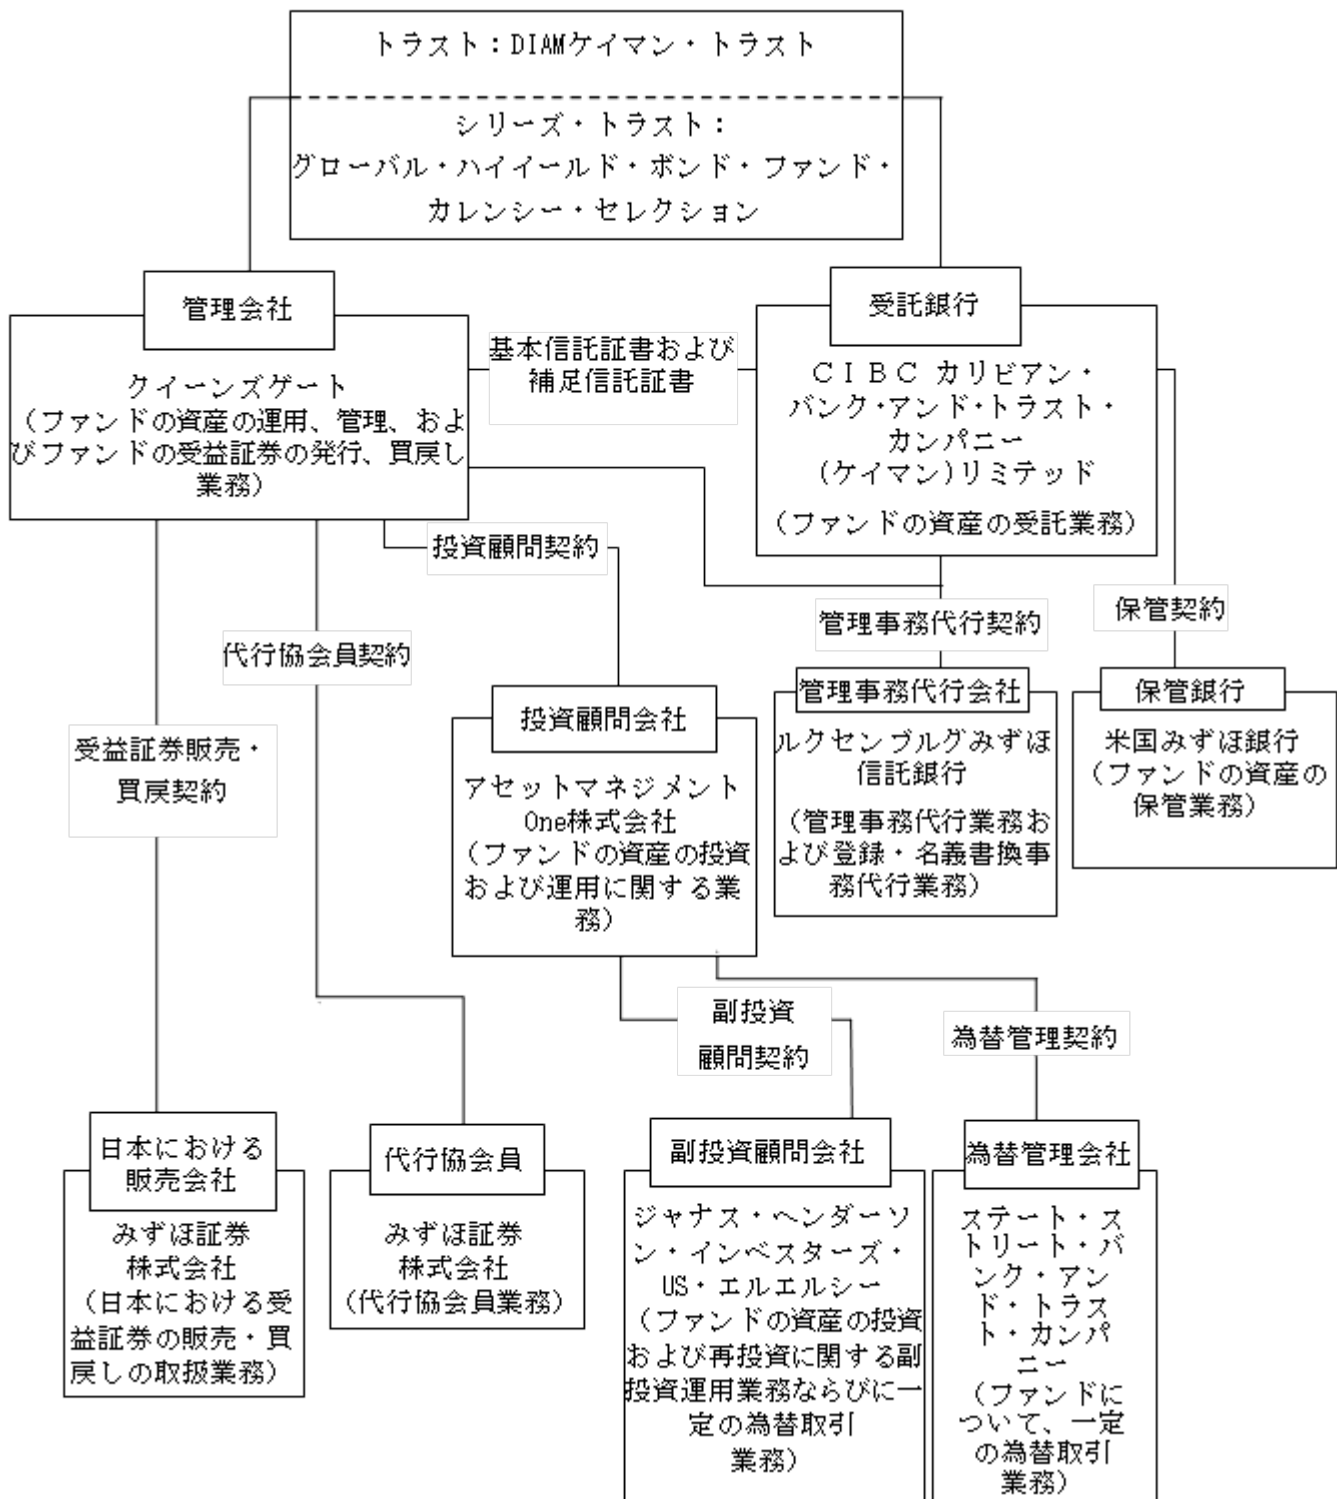 トラスト：DIAMケイマン・トラスト
シリーズ・トラスト：
グローバル・ハイイールド・ボンド・ファンド・
カレンシー・セレクション
管理会社
クイーンズゲート
（ファンドの資産の運用、管理、およ
びファンドの受益証券の発行、買戻し
業務）
基本信託証書および
補足信託証書
受託銀行
ＣＩＢＣ カリビアン・
バンク・アンド・トラスト・
カンパニー
(ケイマン)リミテッド
（ファンドの資産の受託業務）
投資顧問契約
管理事務代行契約
保管契約
代行協会員契約
受益証券販売・
買戻契約
投資顧問会社
アセットマネジメント
One株式会社
（ファンドの資産の投資
および運用に関する業
務）
管理事務代行会社
ルクセンブルグみずほ
信託銀行
（管理事務代行業務お
よび登録・名義書換事
務代行業務）
保管銀行
米国みずほ銀行
（ファンドの資産の
保管業務）
副投資
顧問契約
為替管理契約
日本における
販売会社
みずほ証券
株式会社
（日本における受
益証券の販売・買
戻しの取扱業務）
代行協会員
みずほ証券
株式会社
（代行協会員業務）
副投資顧問会社
ジャナス・ヘンダーソ
ン・インベスターズ・
US・エルエルシー
（ファンドの資産の投資
および再投資に関する副
投資運用業務ならびに一
定の為替取引
業務）
為替管理会社
ステート・ス
トリート・バ
ンク・アン
ド・トラス
ト・カンパ
ニー
（ファンドに
ついて、一定
の為替取引
業務）